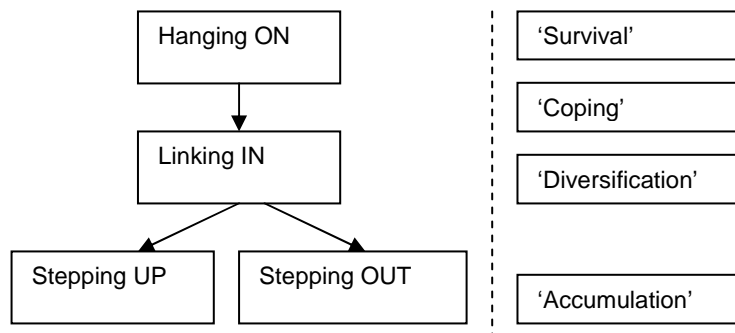 Hanging ON
Linking IN
Stepping UP
Stepping OUT
‘Survival’
‘Coping’
‘Diversification’
‘Accumulation’